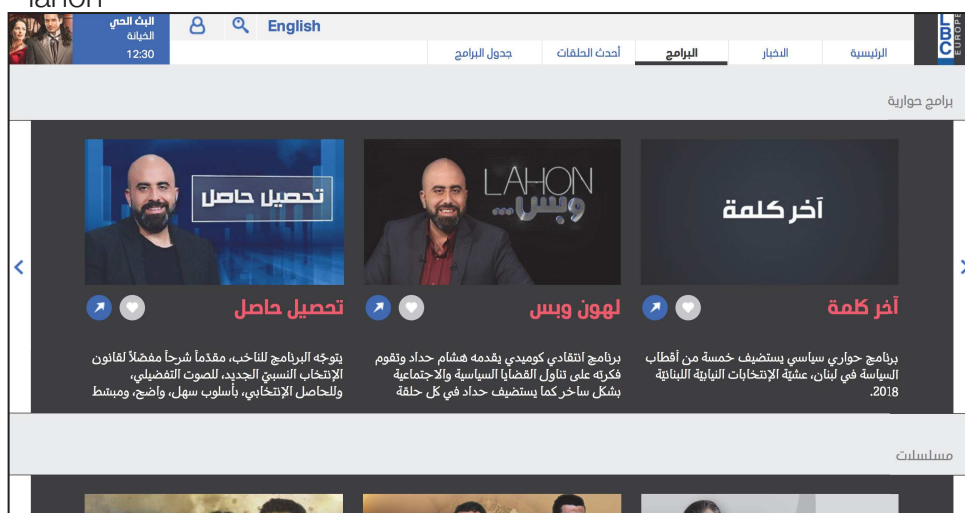 lahon
البث الحي
الخيانة
12:30
English
LBC
EUROPE
الرئيسية
الاخبار
البرامج
أحدث الحلقات
جدول البرامج
برامج حوارية
آخر كلمة
LAHON
وبس...
تحصيل حاصل
آخر كلمة
لهون وبس
تحصيل حاصل
برنامج حواري سياسي يستضيف خمسة من أقطاب
السياسة في لبنان، عشيّة الإنتخابات النيابيّة اللبنانيّة
2018.
برنامج انتقادي كوميدي يقدمه هشام حداد وتقوم
فكرته على تناول القضايا السياسية والاجتماعية
بشكل ساخر كما يستضيف حداد في كل حلقة
يتوجّه البرنامج للناخب، مقدّماً شرحاً مفصّلاً لقانون
الإنتخاب النسبيّ الجديد، للصوت التفضيلي،
وللحاصل الإنتخابي، بأسلوب سهل، واضح، ومبسّط
مسلسلات